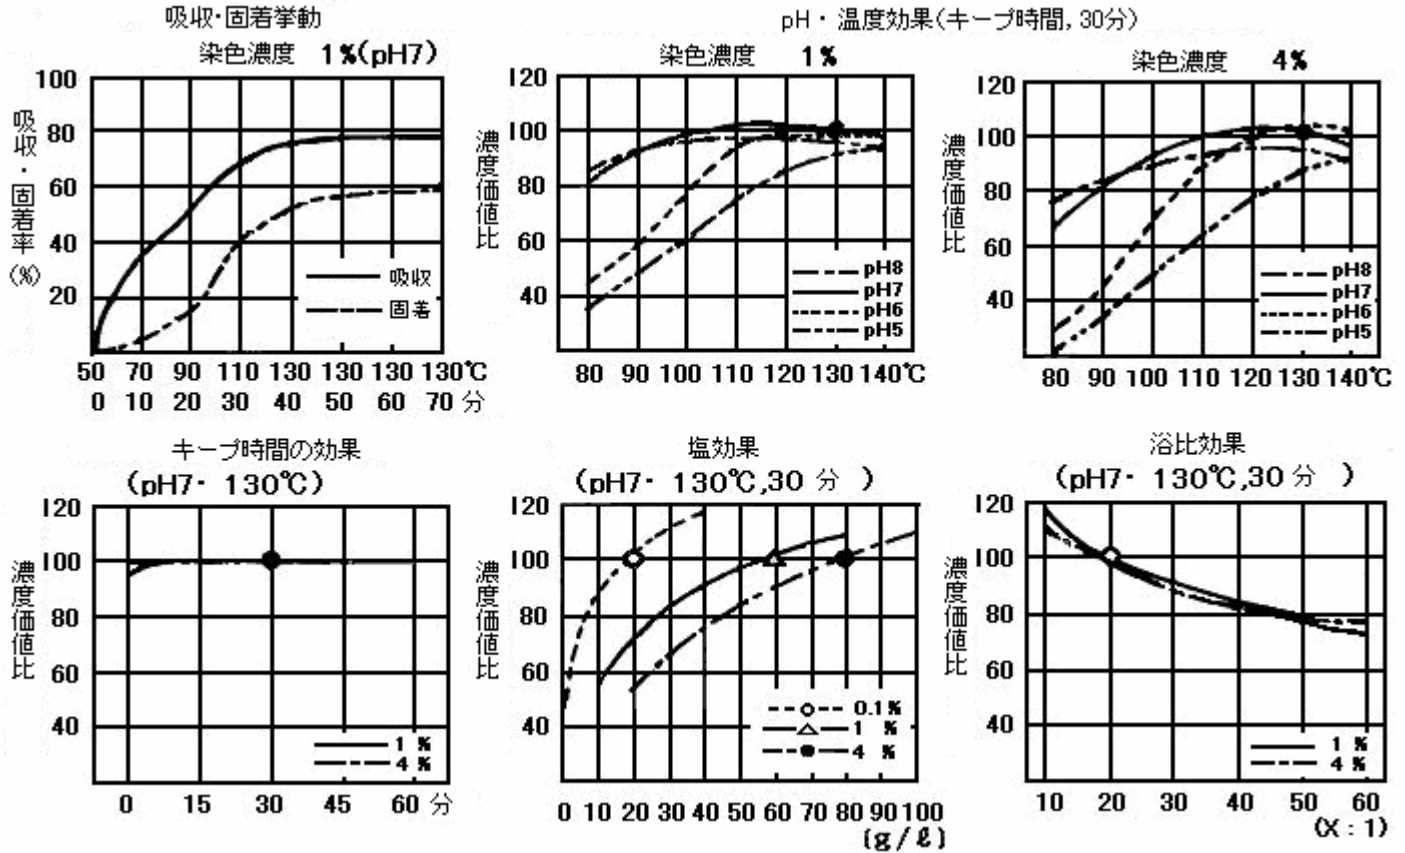 吸収・固着挙動
染色濃度 1%(pH7)
100
80
60
40
20
吸収・固着率(%)
吸収
固着
50 70 90 110 130 130 130 130℃
0 10 20 30 40 50 60 70 分
pH・温度効果(キープ時間,30分)
染色濃度 1%
120
100
80
60
40
濃度価値比
pH8
pH7
pH6
pH5
80 90 100 110 120 130 140℃
染色濃度 4%
120
100
80
60
40
濃度価値比
pH8
pH7
pH6
pH5
80 90 100 110 120 130 140℃
キープ時間の効果
(pH7・ 130℃)
120
100
80
60
40
濃度価値比
1 %
4 %
0 15 30 45 60 分
塩効果
(pH7・ 130℃,30 分 )
120
100
80
60
40
濃度価値比
0.1%
1 %
4 %
0 10 20 30 40 50 60 70 80 90 100
(g/ℓ)
浴比効果
(pH7・ 130℃,30 分 )
120
100
80
60
40
濃度価値比
1 %
4 %
10 20 30 40 50 60
(X:1)